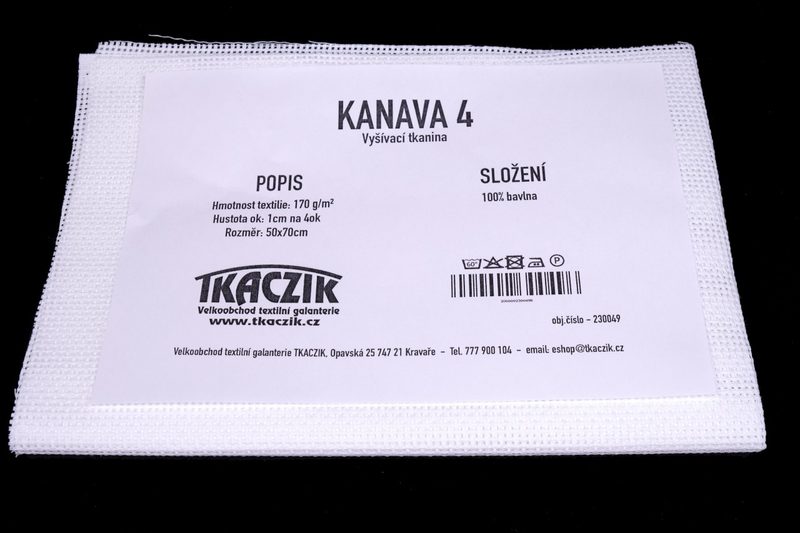 KANAVA 4
Vyšívací tkanina
POPIS
Hmotnost textilie: 170 g/m²
Hustota ok: 1cm na 4ok
Rozměr: 50x70cm
SLOŽENÍ
100% bavlna
60°
P
TKACZIK
Velkoobchod textilní galanterie
www.tkaczik.cz
obj.číslo - 230049
Velkoobchod textilní galanterie TKACZIK, Opavská 25 747 21 Kravaře - Tel. 777 900 104 - email: eshop@tkaczik.cz